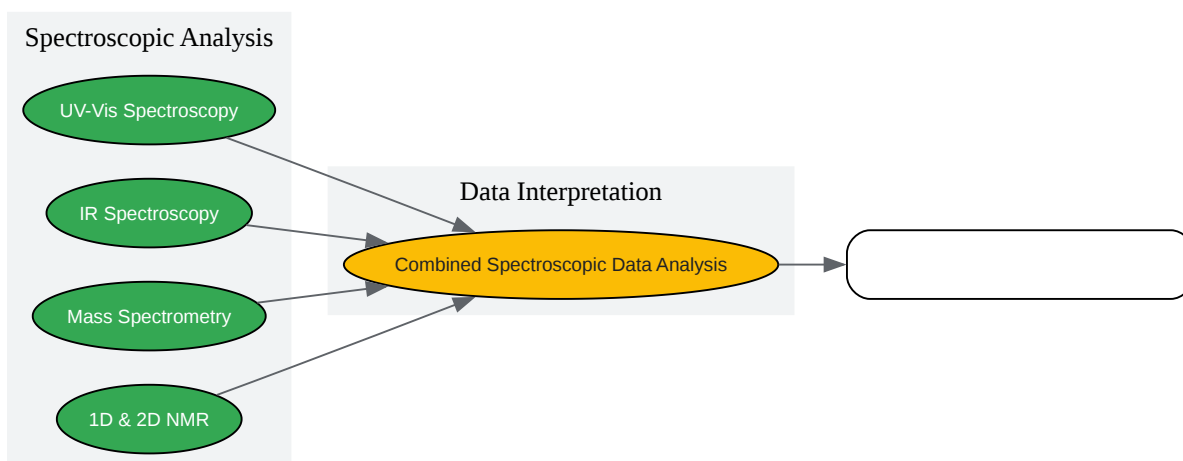 Spectroscopic Analysis
UV-Vis Spectroscopy
IR Spectroscopy
Mass Spectrometry
1D & 2D NMR
Data Interpretation
Combined Spectroscopic Data Analysis